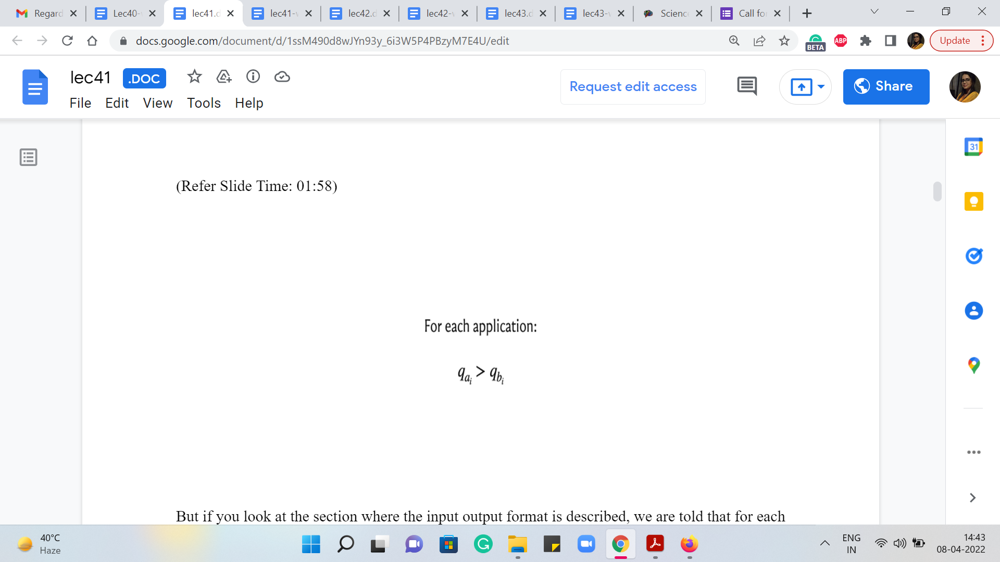 Regard
Lec40-
lec41.d
lec41-
lec42.d
lec42-
lec43.d
lec43-
Science
Call fo
docs.google.com/document/d/1ssM490d8wJYn93y_6i3W5P4PBzyM7E4U/edit
BETA
ABP
Update
lec41
.DOC
Request edit access
Share
File Edit View Tools Help
31
(Refer Slide Time: 01:58)
For each application:
q_{a_i} > q_{b_i}
But if you look at the section where the input output format is described, we are told that for each
40°C
Haze
ENG
IN
14:43
08-04-2022